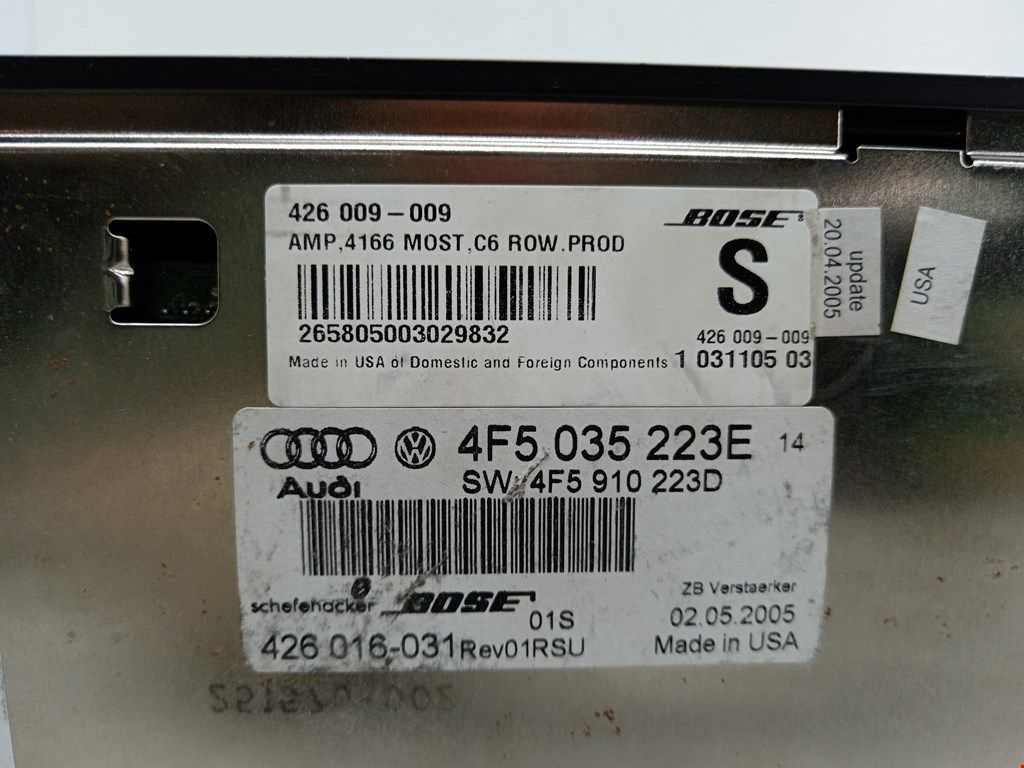 426 009-009
BOSE
AMP,4166 MOST,C6 ROW,PROD
S
265805003029832
426 009-009
Made in USA of Domestic and Foreign Components
1 031105 03
update
20.04.2005
USA
4F5 035 223E 14
Audi
SW: 4F5 910 223D
schefenacker BOSE 01S
ZB Verstaerker
02.05.2005
426 016-031 Rev01RSU
Made in USA